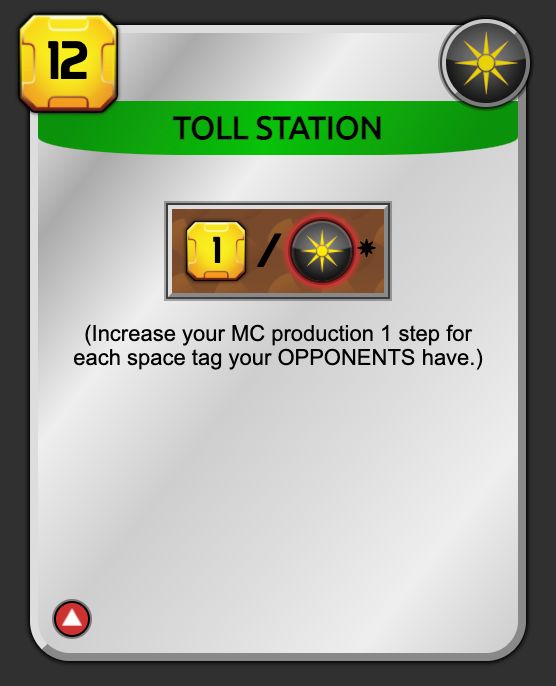 12
TOLL STATION
1 / *
(Increase your MC production 1 step for
each space tag your OPPONENTS have.)